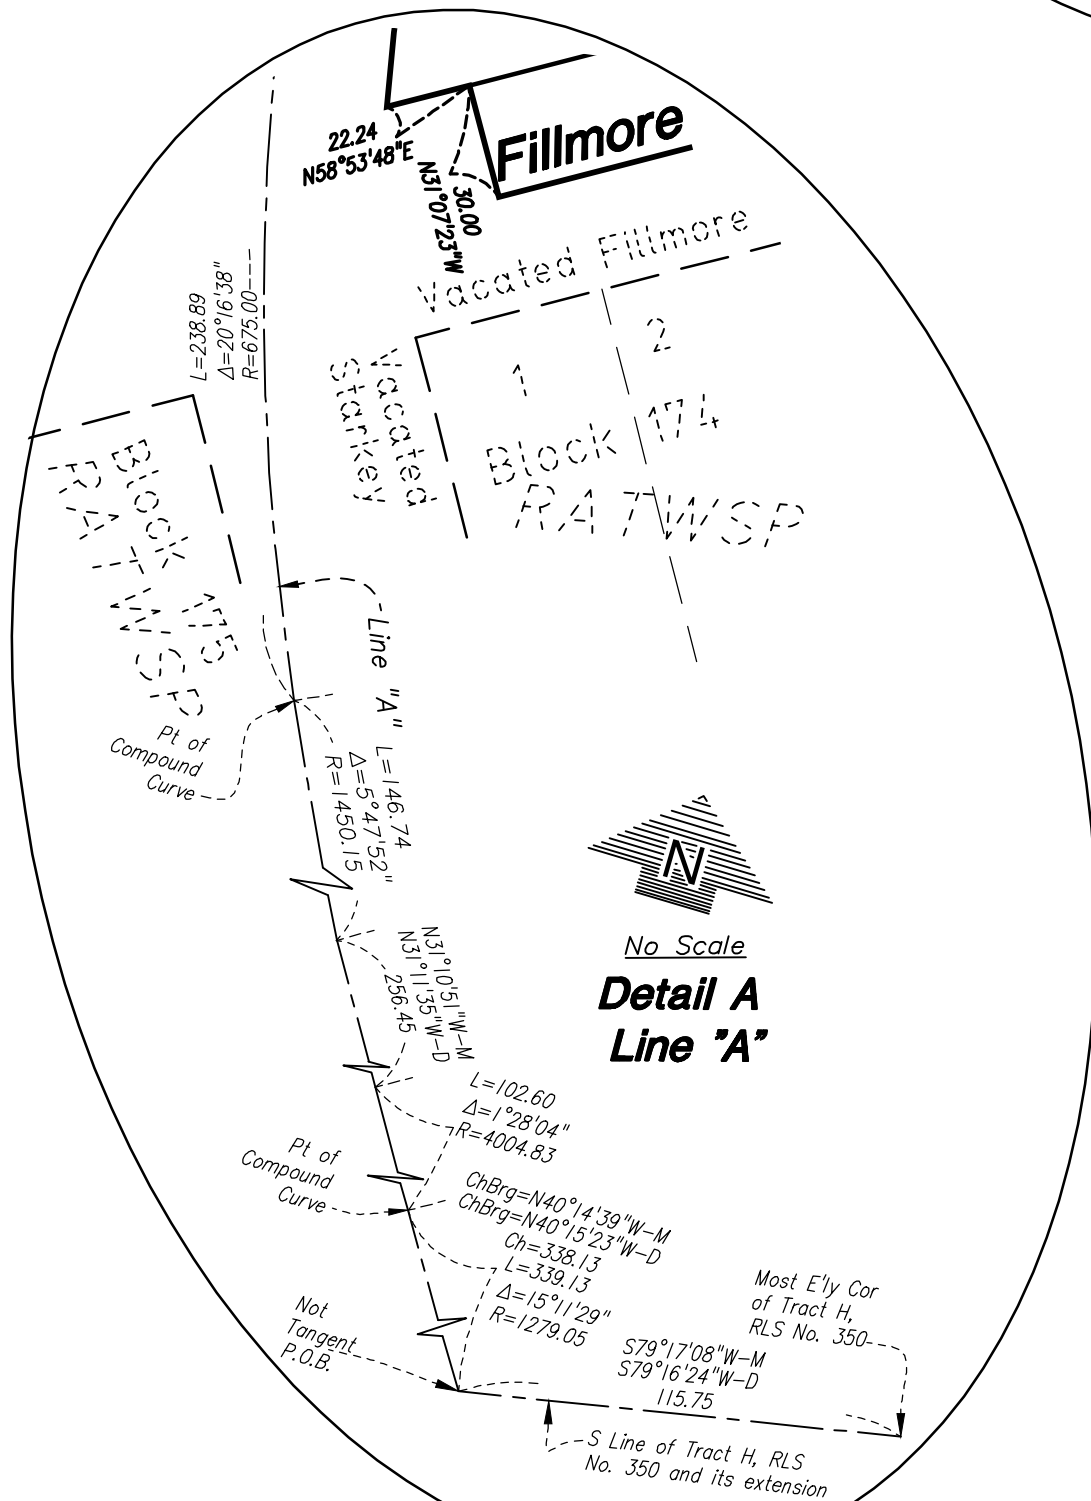 22.24
N58°53'48"E
30.00
N31°07'23"W
Fillmore
Vacated Fillmore
L=238.89
Δ=20°16'38"
R=675.00
Vacated
Starkey
1
2
Block 174
RATWSP
Block 175
RATWSP
Line "A"
Pt of
Compound
Curve
L=146.74
Δ=5°47'52"
R=1450.15
N
No Scale
Detail A
Line "A"
N31°10'51"W-M
N31°11'35"W-D
256.45
L=102.60
Δ=1°28'04"
R=4004.83
Pt of
Compound
Curve
ChBrg=N40°14'39"W-M
ChBrg=N40°15'23"W-D
Ch=338.13
L=339.13
Δ=15°11'29"
R=1279.05
Not
Tangent
P.O.B.
Most E'ly Cor
of Tract H,
RLS No. 350
S79°17'08"W-M
S79°16'24"W-D
115.75
S Line of Tract H, RLS
No. 350 and its extension